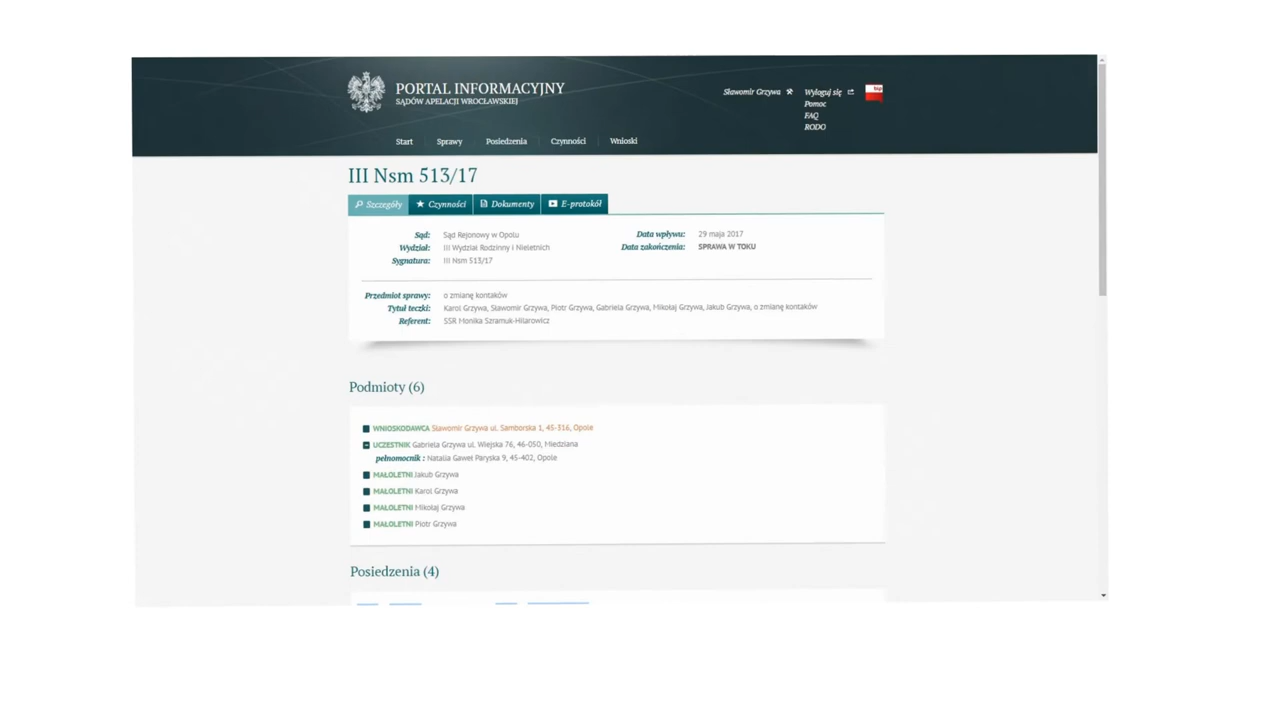 PORTAL INFORMACYJNY
SĄDÓW APELACJI WROCŁAWSKIEJ
Sławomir Grzywa
Wyloguj się
bip
Pomoc
FAQ
RODO
Start Sprawy Posiedzenia Czynności Wnioski
III Nsm 513/17
Szczegóły Czynności Dokumenty E-protokół
Sąd: Sąd Rejonowy w Opolu Data wpływu: 29 maja 2017
Wydział: III Wydział Rodzinny i Nieletnich Data zakończenia: SPRAWA W TOKU
Sygnatura: III Nsm 513/17
Przedmiot sprawy: o zmianę kontaków
Tytuł teczki: Karol Grzywa, Sławomir Grzywa, Piotr Grzywa, Gabriela Grzywa, Mikołaj Grzywa, Jakub Grzywa, o zmianę kontaków
Referent: SSR Monika Szramuk-Hilarowicz
Podmioty (6)
WNIOSKODAWCA Sławomir Grzywa ul. Samborska 1, 45-316, Opole
UCZESTNIK Gabriela Grzywa ul. Wiejska 76, 46-050, Miedziana
pełnomocnik : Natalia Gaweł Paryska 9, 45-402, Opole
MAŁOLETNI Jakub Grzywa
MAŁOLETNI Karol Grzywa
MAŁOLETNI Mikołaj Grzywa
MAŁOLETNI Piotr Grzywa
Posiedzenia (4)